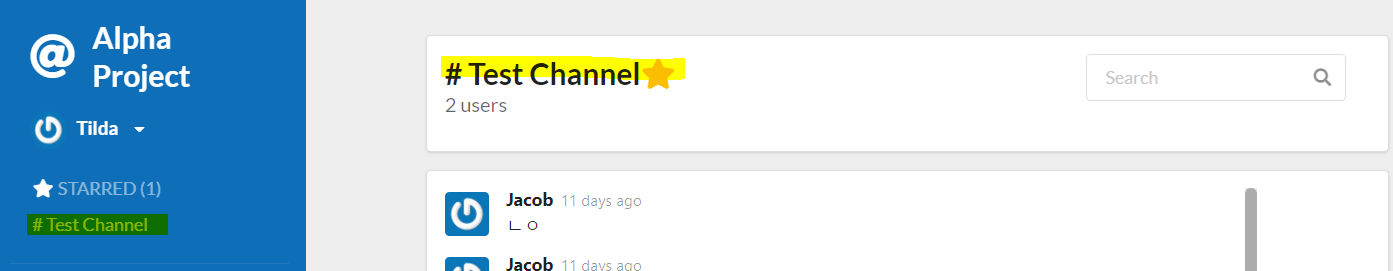 @ Alpha
Project
Tilda
STARRED (1)
# Test Channel
# Test Channel
2 users
Search
Jacob 11 days ago
ㄴㅇ
Jacob 11 days ago